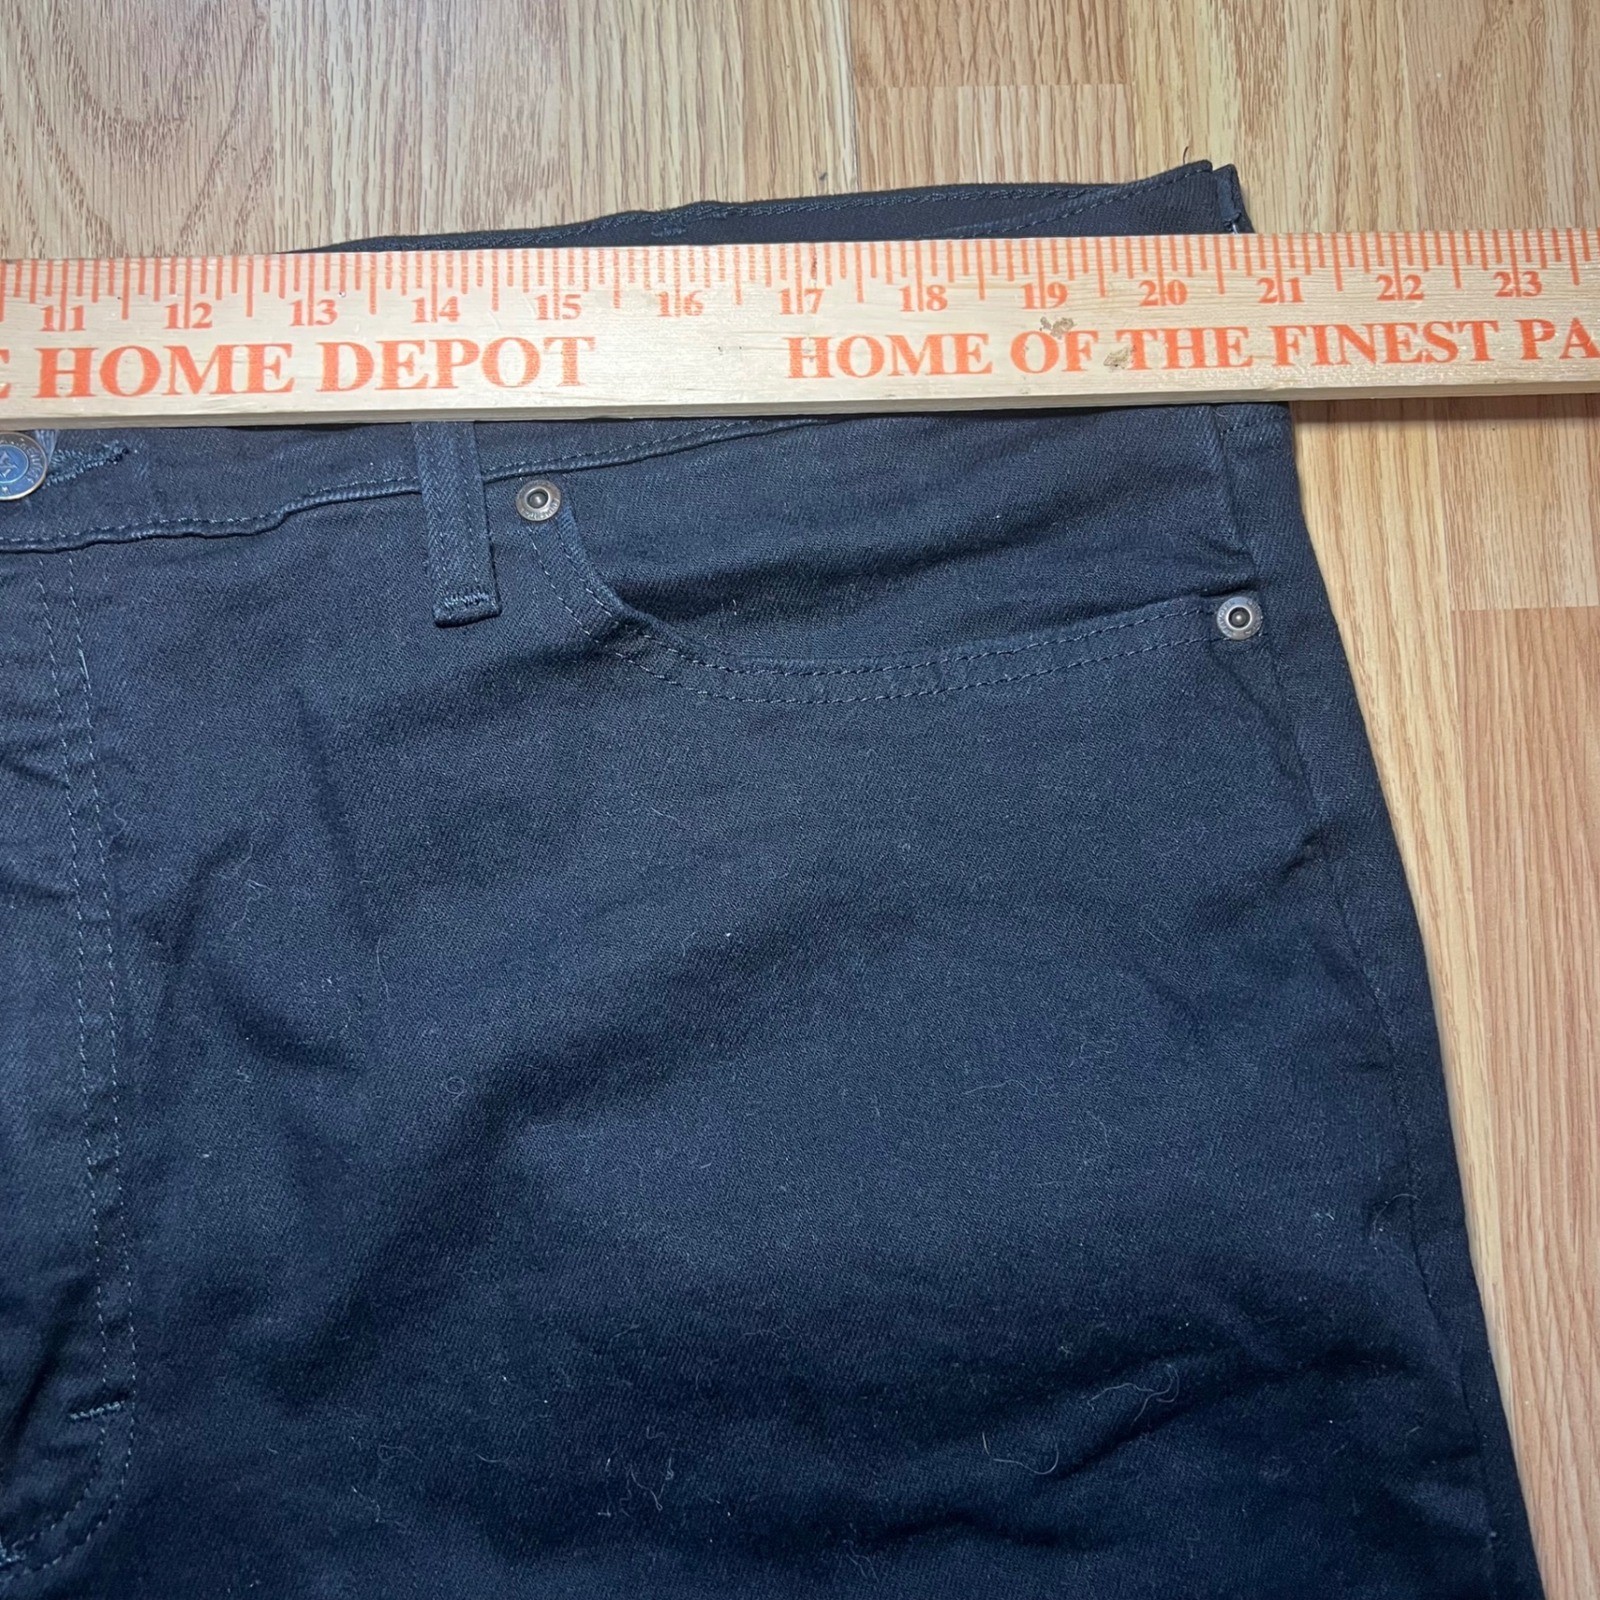 11 12 13 14 15 16 17 18 19 20 21 22 23
E HOME DEPOT HOME OF THE FINEST PA